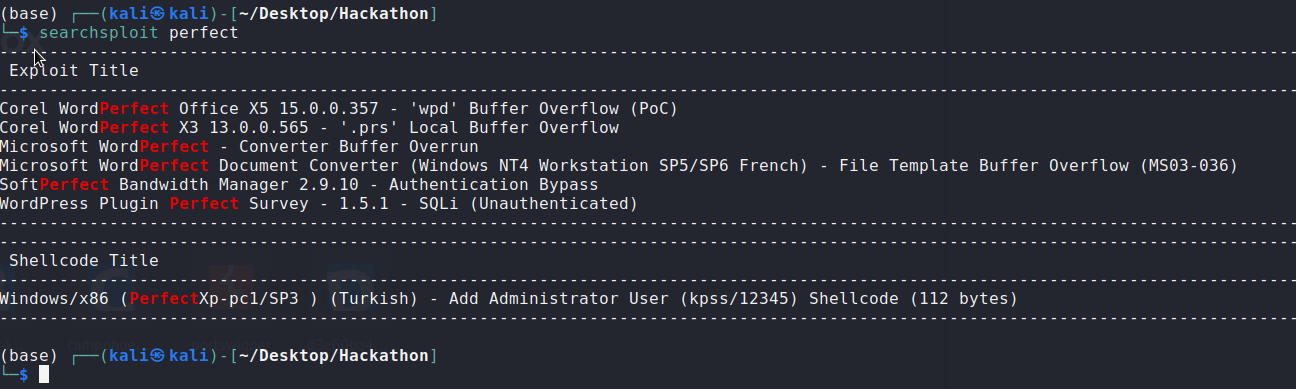 (base) ┌──(kali㉿kali)-[~/Desktop/Hackathon]
└─$ searchsploit perfect
---------------------------------------------------------------------------------------------------------------------------------
 Exploit Title
---------------------------------------------------------------------------------------------------------------------------------
Corel WordPerfect Office X5 15.0.0.357 - 'wpd' Buffer Overflow (PoC)
Corel WordPerfect X3 13.0.0.565 - '.prs' Local Buffer Overflow
Microsoft WordPerfect - Converter Buffer Overrun
Microsoft WordPerfect Document Converter (Windows NT4 Workstation SP5/SP6 French) - File Template Buffer Overflow (MS03-036)
SoftPerfect Bandwidth Manager 2.9.10 - Authentication Bypass
WordPress Plugin Perfect Survey - 1.5.1 - SQLi (Unauthenticated)
---------------------------------------------------------------------------------------------------------------------------------
---------------------------------------------------------------------------------------------------------------------------------
 Shellcode Title
---------------------------------------------------------------------------------------------------------------------------------
Windows/x86 (PerfectXp-pc1/SP3 ) (Turkish) - Add Administrator User (kpss/12345) Shellcode (112 bytes)
---------------------------------------------------------------------------------------------------------------------------------
(base) ┌──(kali㉿kali)-[~/Desktop/Hackathon]
└─$